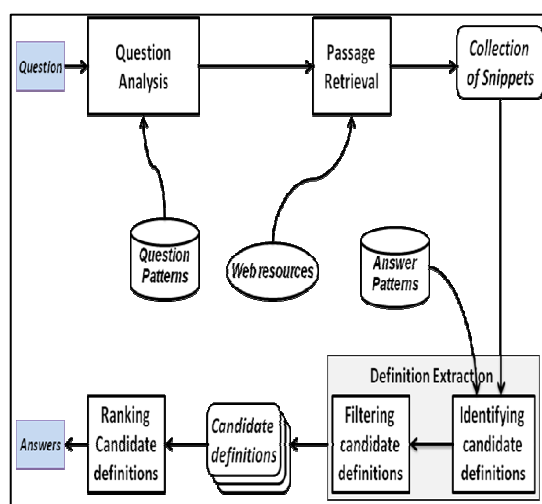 Question
Question
Analysis
Passage
Retrieval
Collection
of Snippets
Question
Patterns
Web resources
Answer
Patterns
Definition Extraction
Answers
Ranking
Candidate
definitions
Candidate
definitions
Filtering
candidate
definitions
Identifying
candidate
definitions